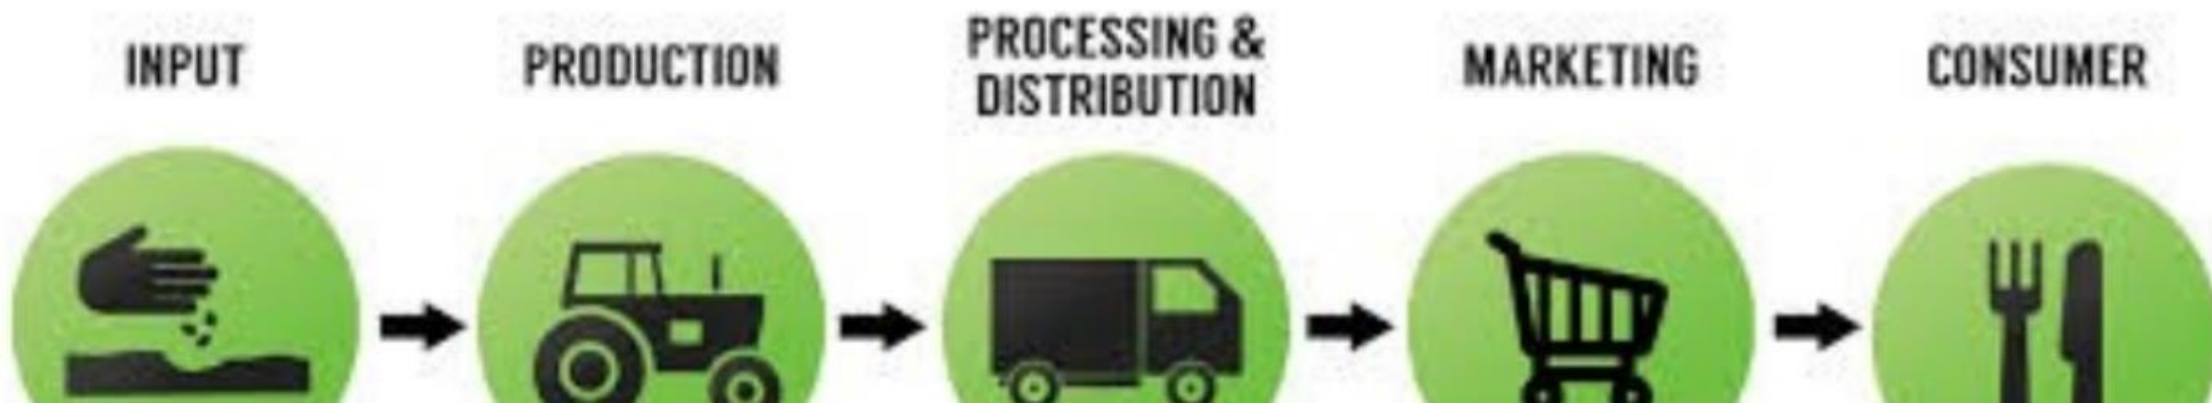 INPUT
PRODUCTION
PROCESSING &
DISTRIBUTION
MARKETING
CONSUMER